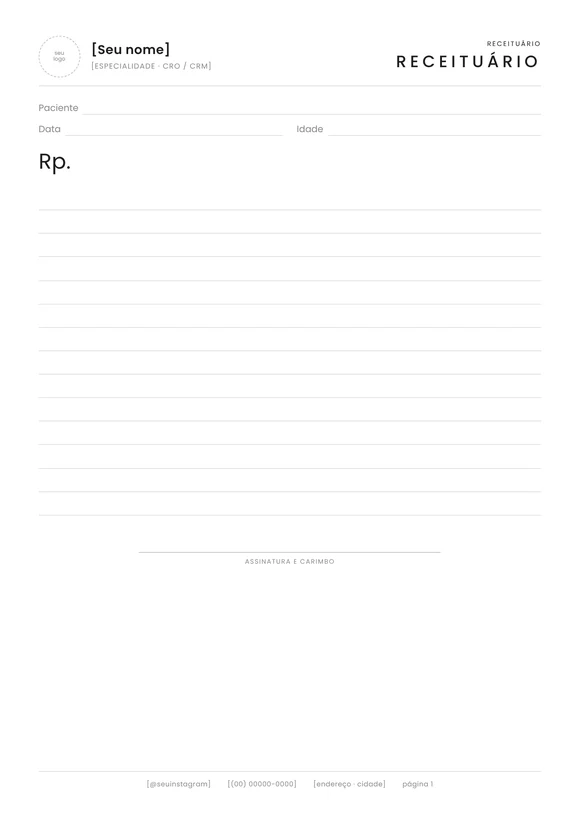 seu
logo
[Seu nome]
[ESPECIALIDADE · CRO / CRM]
RECEITUÁRIO
RECEITUÁRIO
Paciente
Data Idade
Rp.
ASSINATURA E CARIMBO
[@seuinstagram] [(00) 00000-0000] [endereço · cidade] página 1